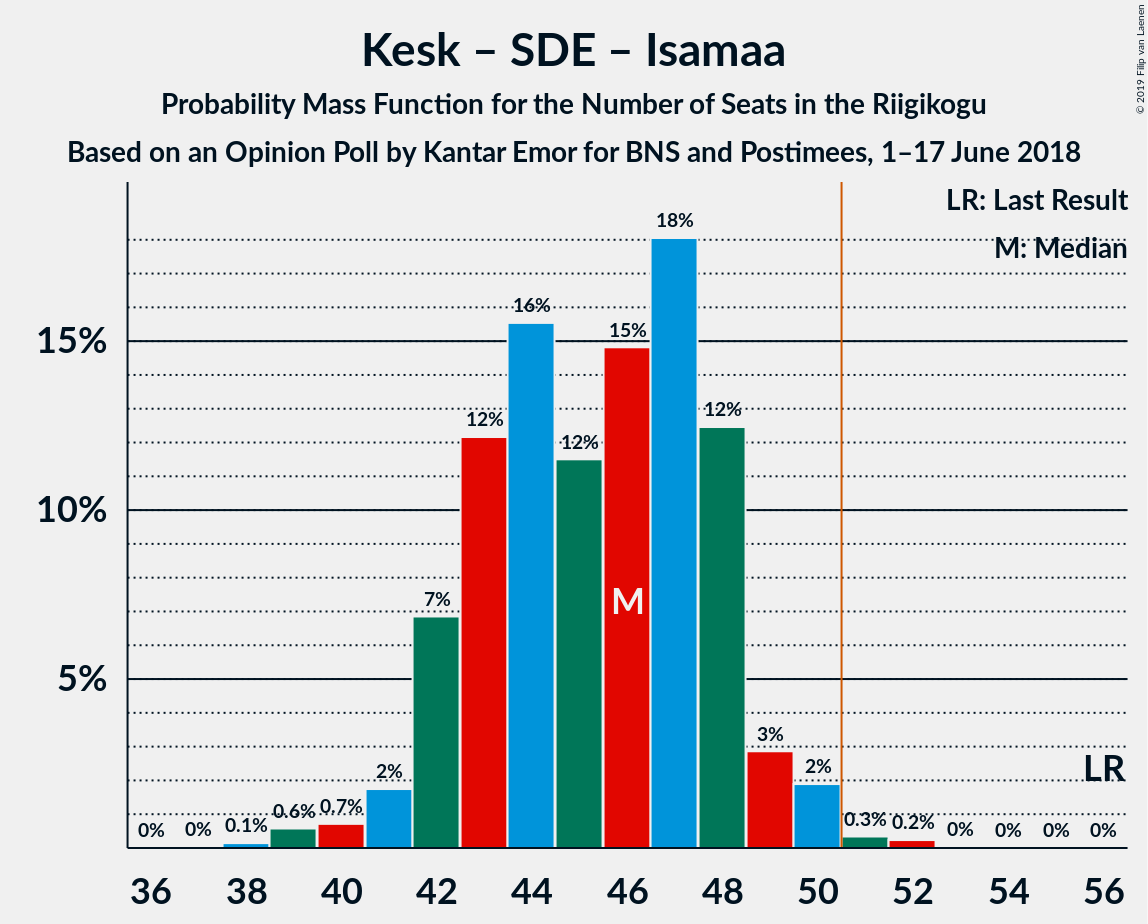 Kesk – SDE – Isamaa
Probability Mass Function for the Number of Seats in the Riigikogu
Based on an Opinion Poll by Kantar Emor for BNS and Postimees, 1–17 June 2018
© 2019 Filip van Laenen
LR: Last Result
M: Median
18%
16%
15%
15%
12%
12%
12%
10%
7%
M
5%
3%
2%
2%
LR
0%
0%
0.1%
0.6%
0.7%
0.3%
0.2%
0%
0%
0%
0%
36 38 40 42 44 46 48 50 52 54 56